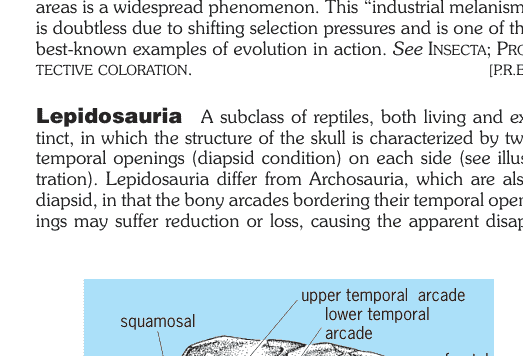 areas is a widespread phenomenon. This “industrial melanism
is doubtless due to shifting selection pressures and is one of th
best-known examples of evolution in action. See INSECTA; PRO
TECTIVE COLORATION. [P.R.E
Lepidosauria A subclass of reptiles, both living and ex
tinct, in which the structure of the skull is characterized by tw
temporal openings (diapsid condition) on each side (see illus
tration). Lepidosauria differ from Archosauria, which are als
diapsid, in that the bony arcades bordering their temporal open
ings may suffer reduction or loss, causing the apparent disap
upper temporal arcade
lower temporal
arcade
squamosal